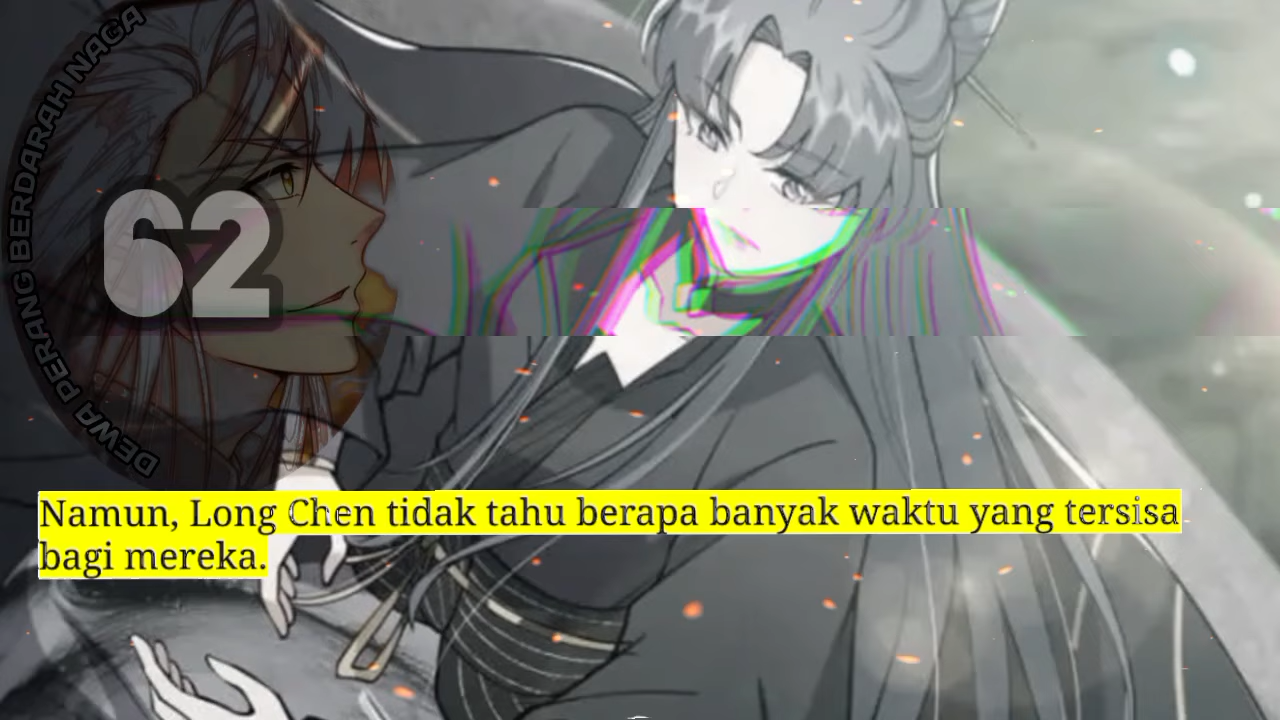 DEWA PERANG BERDARAH NAGA
62
Namun, Long Chen tidak tahu berapa banyak waktu yang tersisa
bagi mereka.